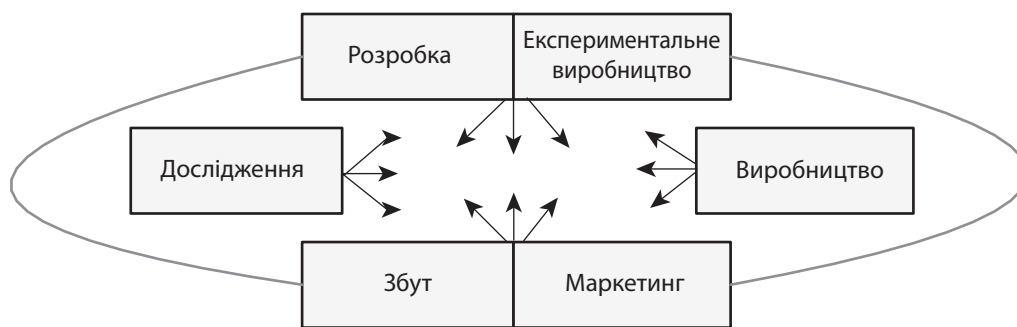 Розробка
Експериментальне
виробництво
Дослідження
Виробництво
Збут
Маркетинг